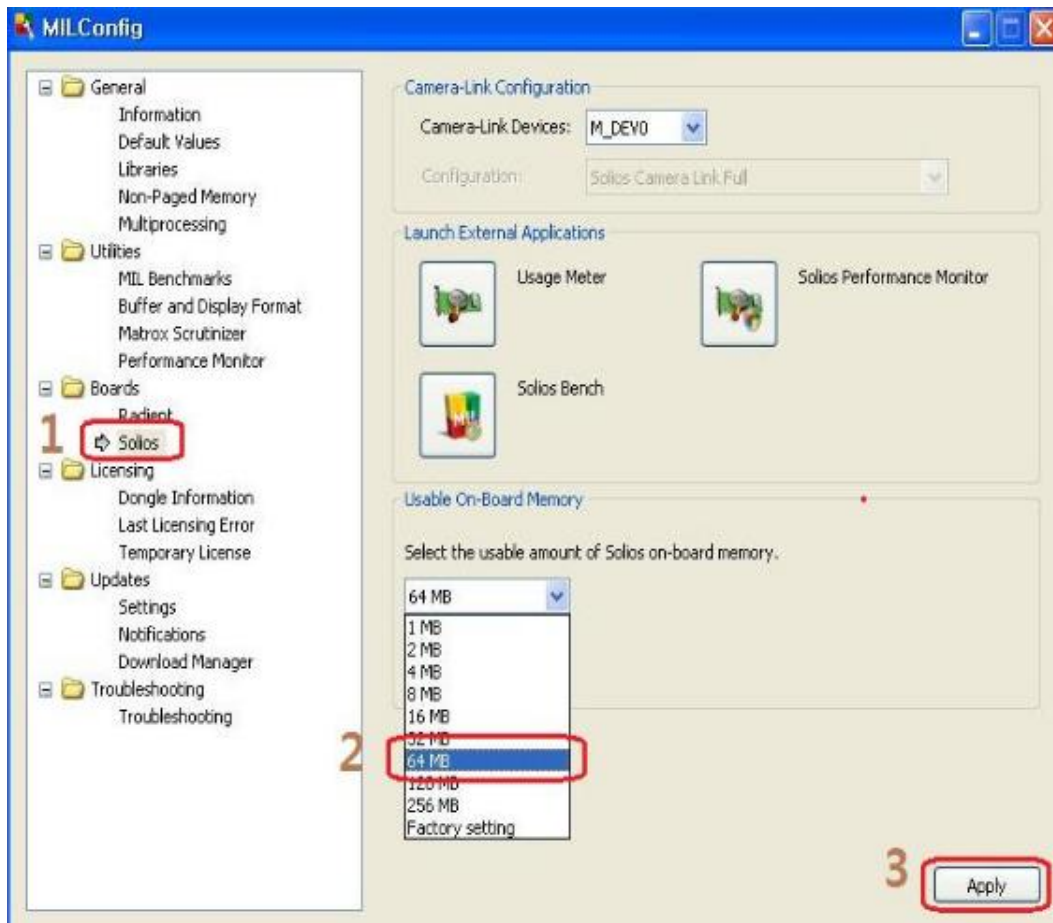 MILConfig
General
Information
Default Values
Libraries
Non-Paged Memory
Multiprocessing
Utilities
MIL Benchmarks
Buffer and Display Format
Matrox Scrutinizer
Performance Monitor
Boards
Radient
1
Solios
Licensing
Dongle Information
Last Licensing Error
Temporary License
Updates
Settings
Notifications
Download Manager
Troubleshooting
Troubleshooting
Camera-Link Configuration
Camera-Link Devices: M_DEV0
Configuration: Solios Camera Link Full
Launch External Applications
Usage Meter
Solios Performance Monitor
MIL
Solios Bench
Usable On-Board Memory
Select the usable amount of Solios on-board memory.
64 MB
1 MB
2 MB
4 MB
8 MB
16 MB
32 MB
2
64 MB
128 MB
256 MB
Factory setting
3
Apply